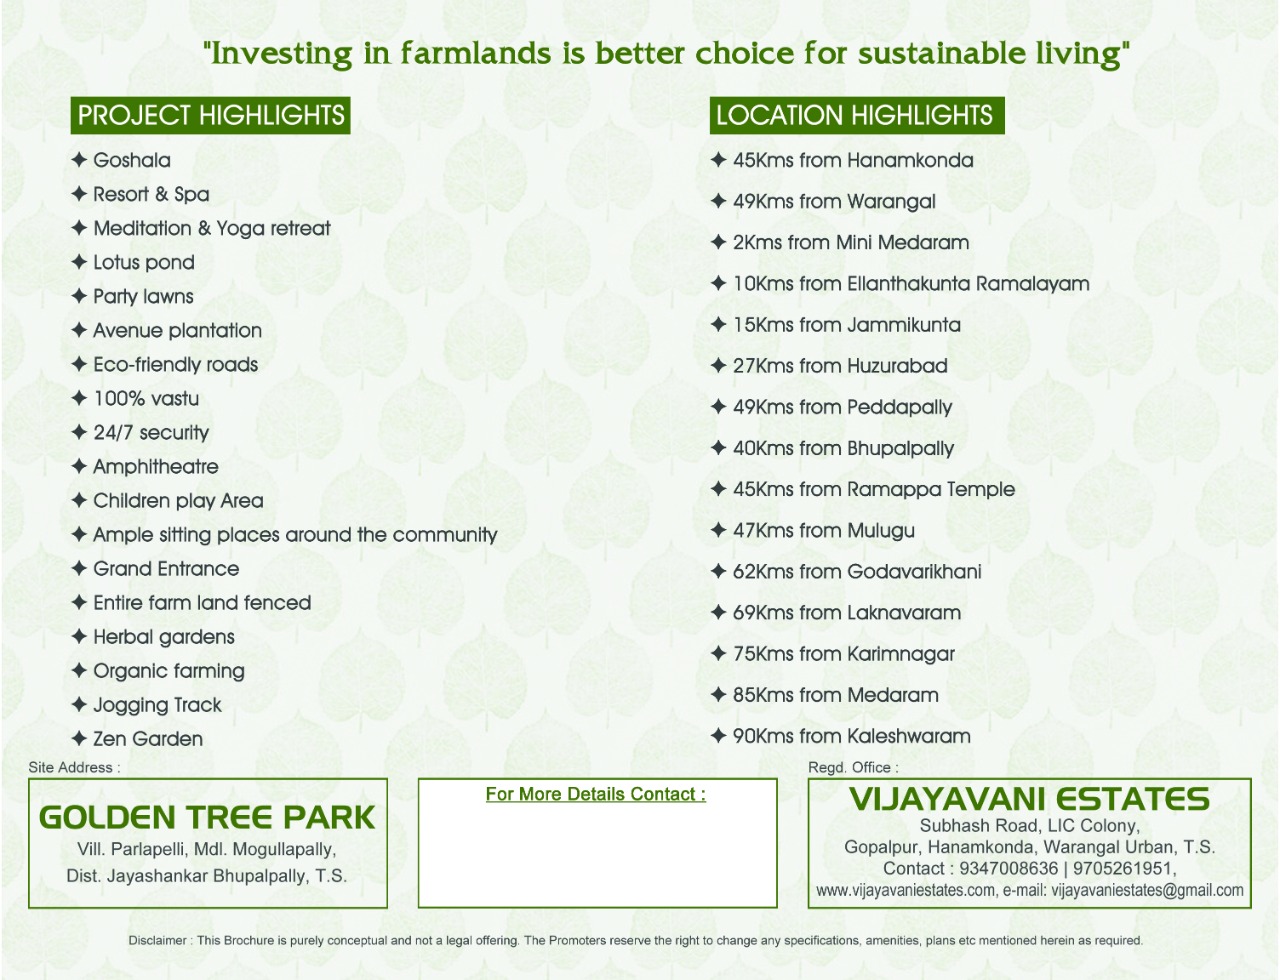 "Investing in farmlands is better choice for sustainable living"
PROJECT HIGHLIGHTS
✦ Goshala
✦ Resort & Spa
✦ Meditation & Yoga retreat
✦ Lotus pond
✦ Party lawns
✦ Avenue plantation
✦ Eco-friendly roads
✦ 100% vastu
✦ 24/7 security
✦ Amphitheatre
✦ Children play Area
✦ Ample sitting places around the community
✦ Grand Entrance
✦ Entire farm land fenced
✦ Herbal gardens
✦ Organic farming
✦ Jogging Track
✦ Zen Garden
LOCATION HIGHLIGHTS
✦ 45Kms from Hanamkonda
✦ 49Kms from Warangal
✦ 2Kms from Mini Medaram
✦ 10Kms from Ellanthakunta Ramalayam
✦ 15Kms from Jammikunta
✦ 27Kms from Huzurabad
✦ 49Kms from Peddapally
✦ 40Kms from Bhupalpally
✦ 45Kms from Ramappa Temple
✦ 47Kms from Mulugu
✦ 62Kms from Godavarikhani
✦ 69Kms from Laknavaram
✦ 75Kms from Karimnagar
✦ 85Kms from Medaram
✦ 90Kms from Kaleshwaram
Site Address :
GOLDEN TREE PARK
Vill. Parlapelli, Mdl. Mogullapally,
Dist. Jayashankar Bhupalpally, T.S.
For More Details Contact :
Regd. Office :
VIJAYAVANI ESTATES
Subhash Road, LIC Colony,
Gopalpur, Hanamkonda, Warangal Urban, T.S.
Contact : 9347008636 | 9705261951,
www.vijayavaniestates.com, e-mail: vijayavaniestates@gmail.com
Disclaimer : This Brochure is purely conceptual and not a legal offering. The Promoters reserve the right to change any specifications, amenities, plans etc mentioned herein as required.